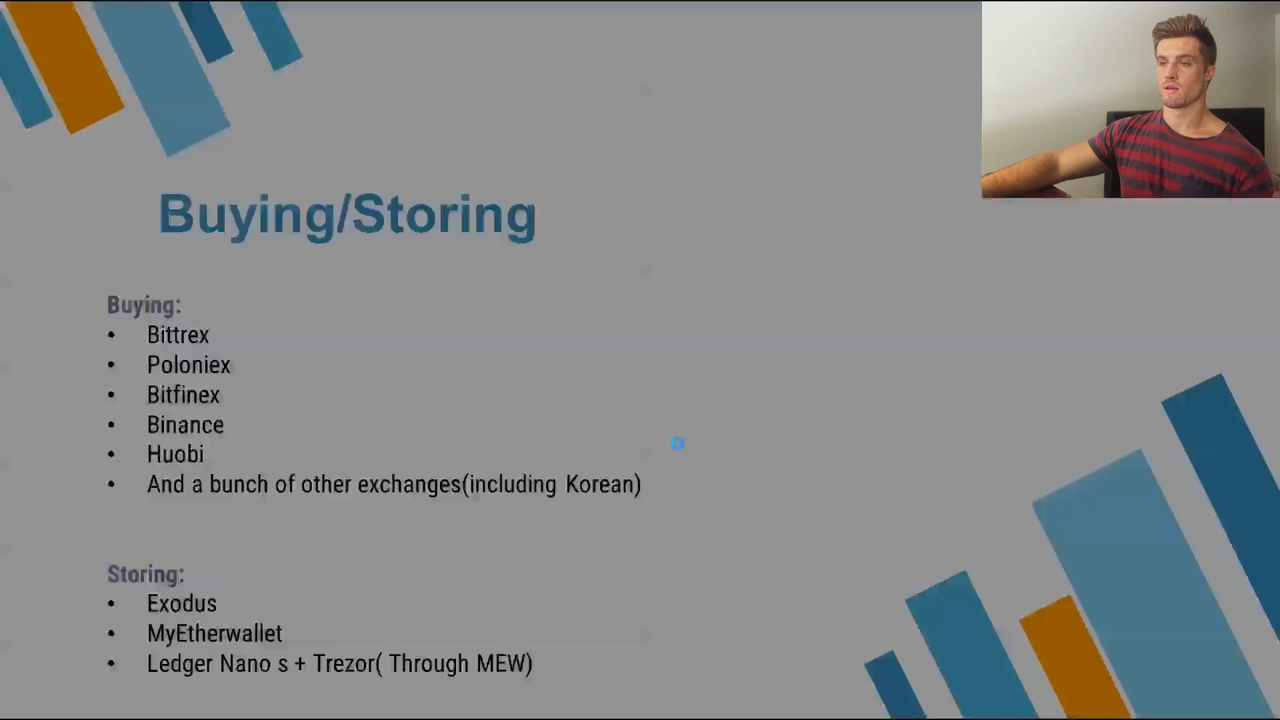 Buying/Storing
Buying:
• Bittrex
• Poloniex
• Bitfinex
• Binance
• Huobi
• And a bunch of other exchanges(including Korean)
Storing:
• Exodus
• MyEtherwallet
• Ledger Nano s + Trezor( Through MEW)